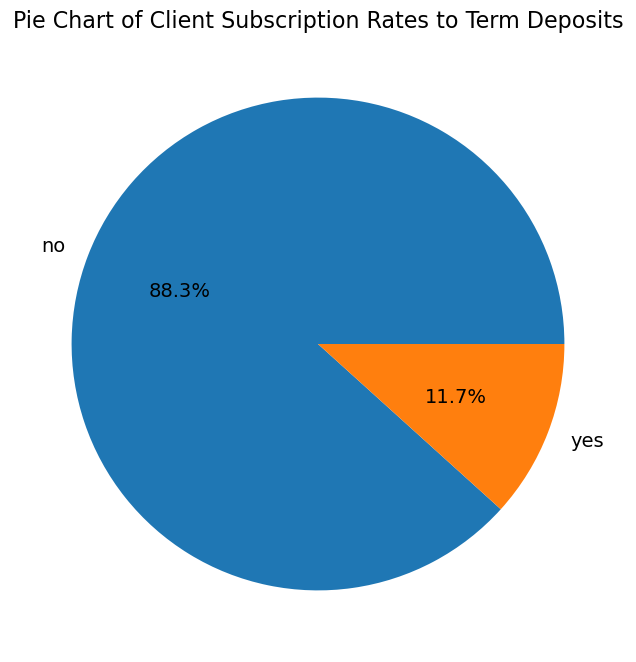 Pie Chart of Client Subscription Rates to Term Deposits
no
88.3%
11.7%
yes